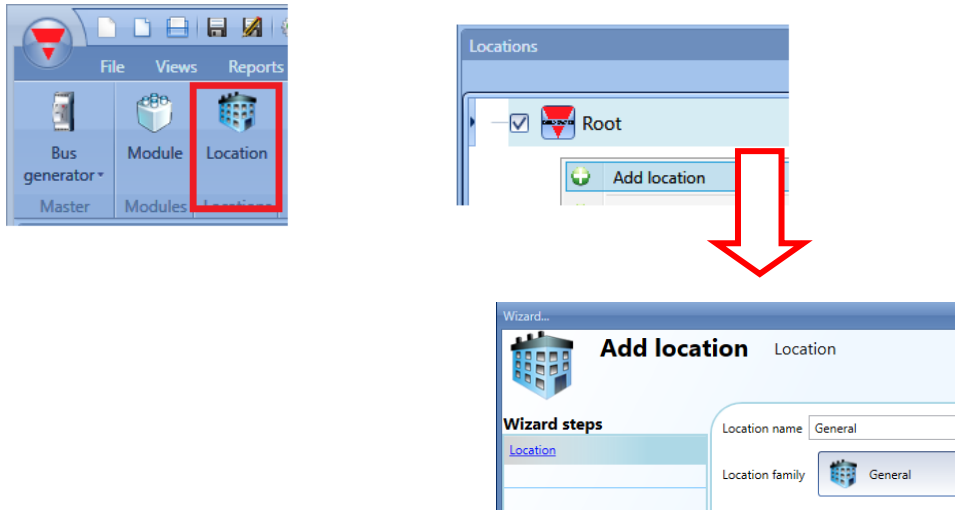 File Views Reports
Bus
generator
Module
Location
Master
Modules
Locations
Locations
Root
Add location
Wizard...
Add location Location
Wizard steps
Location
Location name General
Location family General